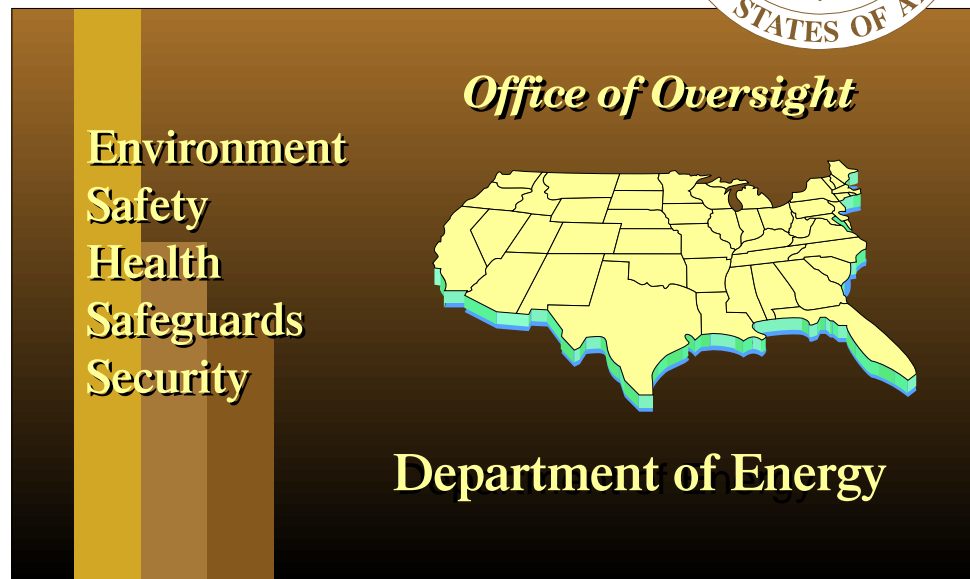 STATES OF A
Office of Oversight
Environment
Safety
Health
Safeguards
Security
Department of Energy